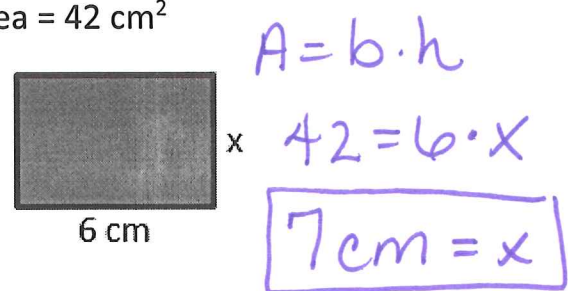 ea = 42 cm²
A = b · h
x
42 = 6 · x
6 cm
7 cm = x